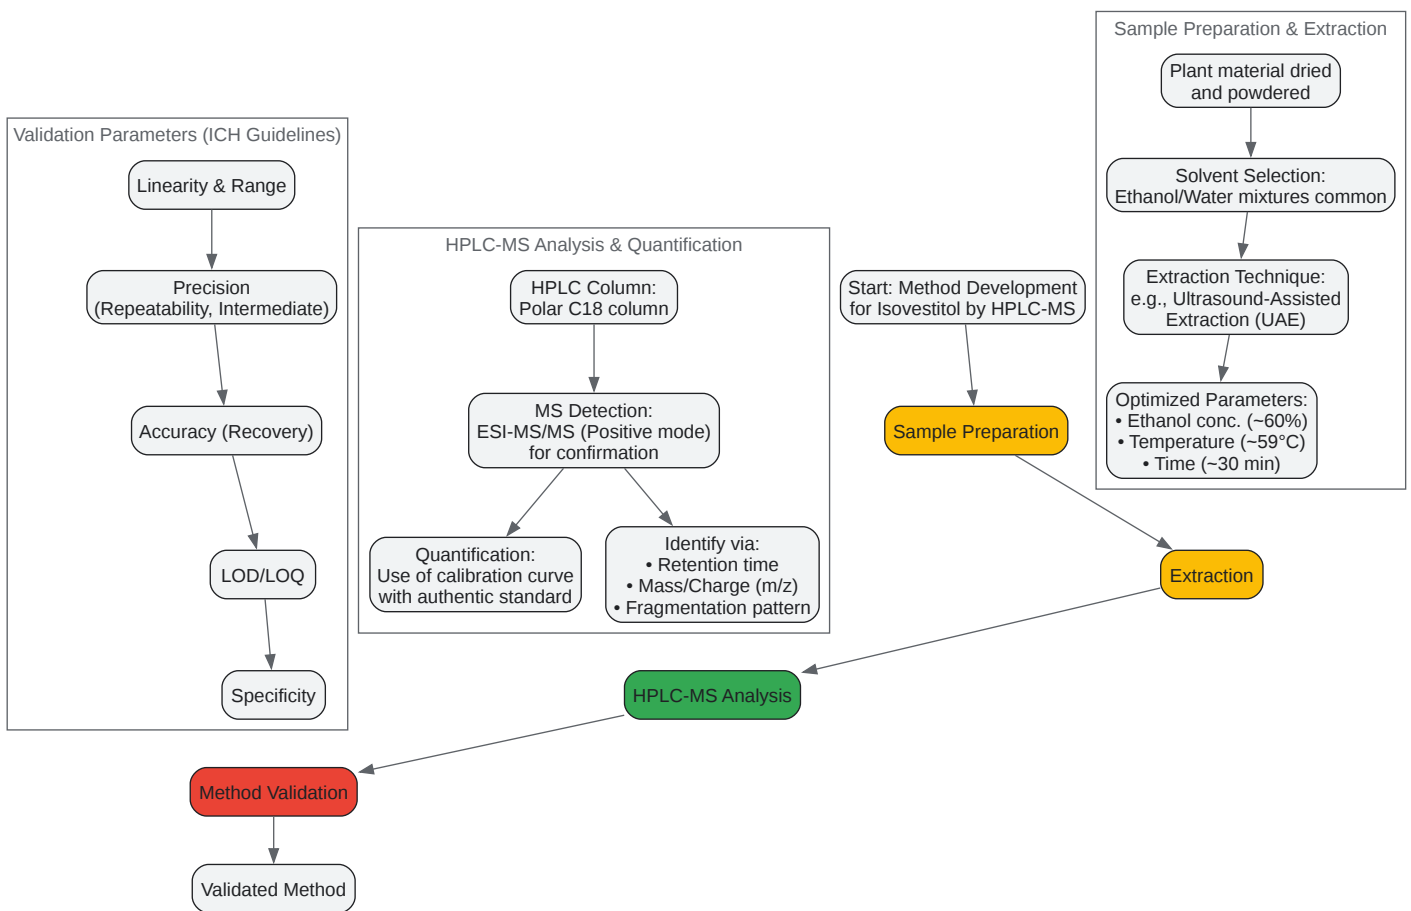 Sample Preparation & Extraction
Plant material dried
and powdered
Solvent Selection:
Ethanol/Water mixtures common
Extraction Technique:
e.g., Ultrasound-Assisted
Extraction (UAE)
Optimized Parameters:
• Ethanol conc. (~60%)
• Temperature (~59°C)
• Time (~30 min)
Validation Parameters (ICH Guidelines)
Linearity & Range
Precision
(Repeatability, Intermediate)
Accuracy (Recovery)
LOD/LOQ
Specificity
HPLC-MS Analysis & Quantification
HPLC Column:
Polar C18 column
MS Detection:
ESI-MS/MS (Positive mode)
for confirmation
Quantification:
Use of calibration curve
with authentic standard
Identify via:
• Retention time
• Mass/Charge (m/z)
• Fragmentation pattern
Start: Method Development
for Isovestitol by HPLC-MS
Sample Preparation
Extraction
HPLC-MS Analysis
Method Validation
Validated Method